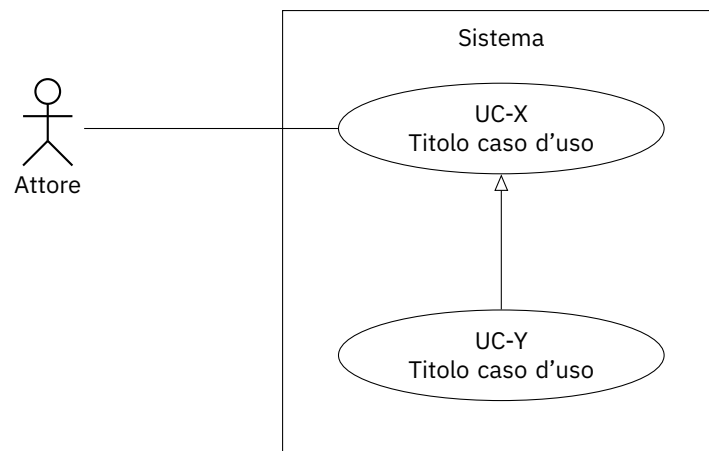 Sistema
UC-X
Titolo caso d’uso
Attore
UC-Y
Titolo caso d’uso